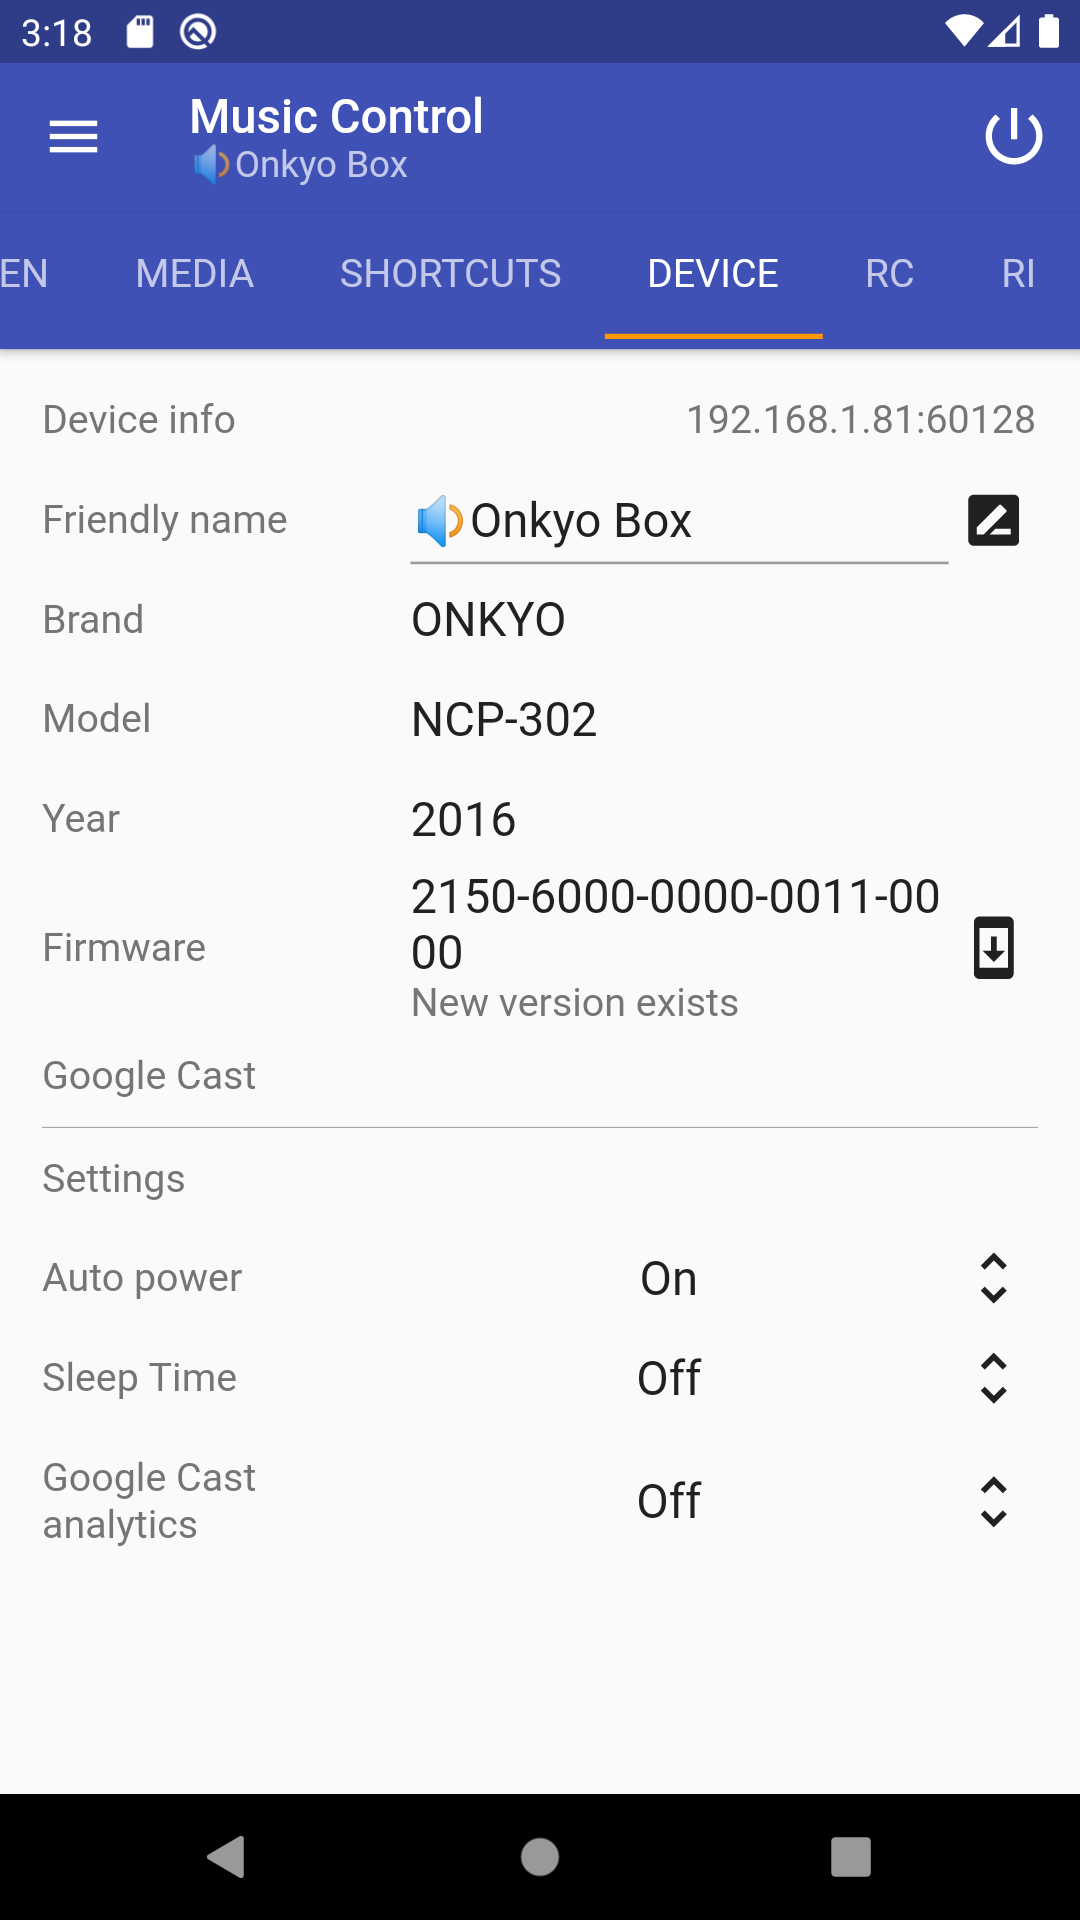 3:18
Music Control
🔊Onkyo Box
EN MEDIA SHORTCUTS DEVICE RC RI
Device info 192.168.1.81:60128
Friendly name 🔊Onkyo Box
Brand ONKYO
Model NCP-302
Year 2016
Firmware 2150-6000-0000-0011-00
00
New version exists
Google Cast
Settings
Auto power On
Sleep Time Off
Google Cast
analytics Off